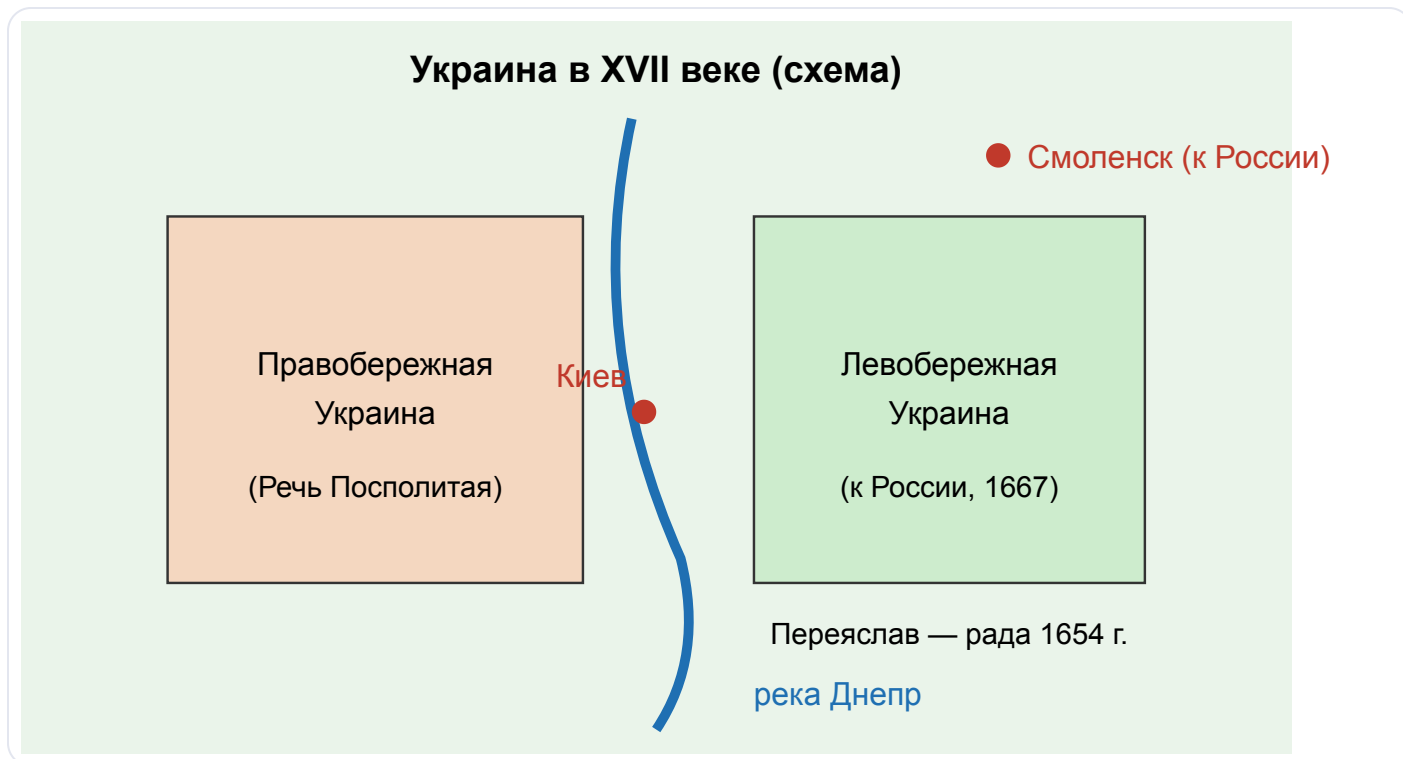 Украина в XVII веке (схема)
Смоленск (к России)
Правобережная
Украина
(Речь Посполитая)
Киев
Левобережная
Украина
(к России, 1667)
Переяслав — рада 1654 г.
река Днепр